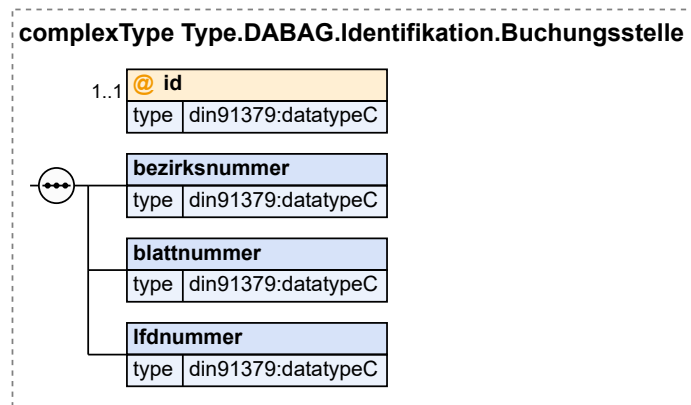 complexType Type.DABAG.Identifikation.Buchungsstelle
1..1 @ id
type din91379:datatypeC
bezirksnummer
type din91379:datatypeC
blattnummer
type din91379:datatypeC
lfdnummer
type din91379:datatypeC